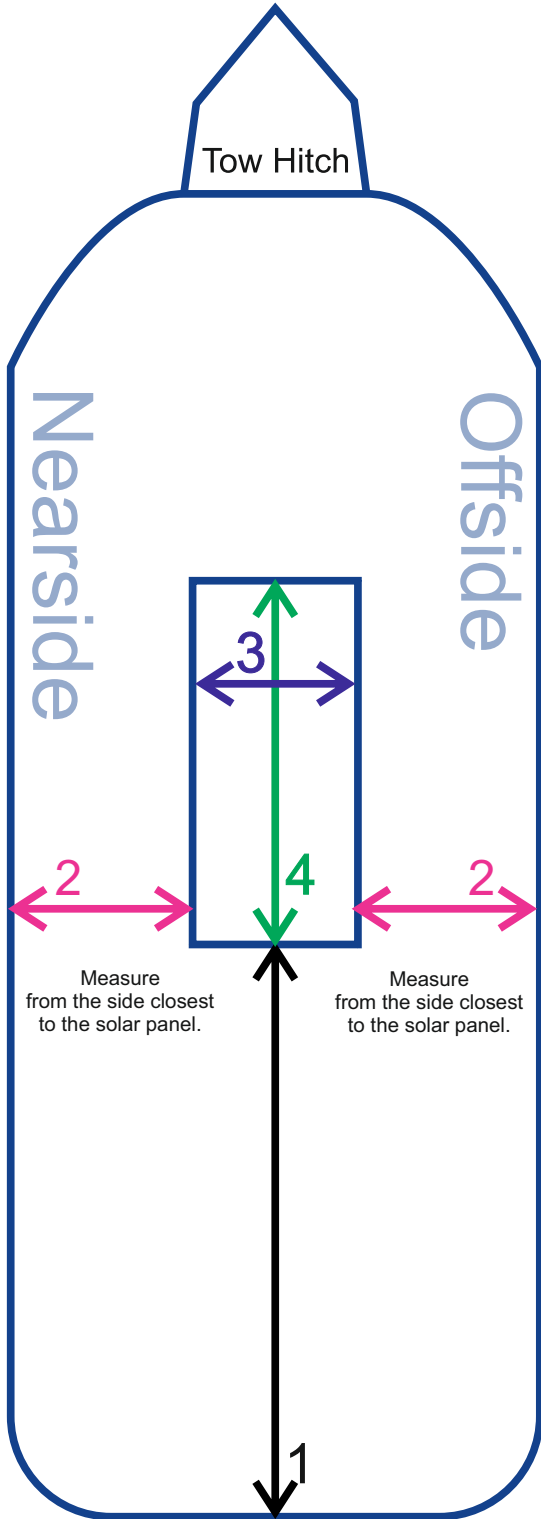 Tow Hitch
Nearside
Offside
3
4
2
2
Measure
from the side closest
to the solar panel.
Measure
from the side closest
to the solar panel.
1